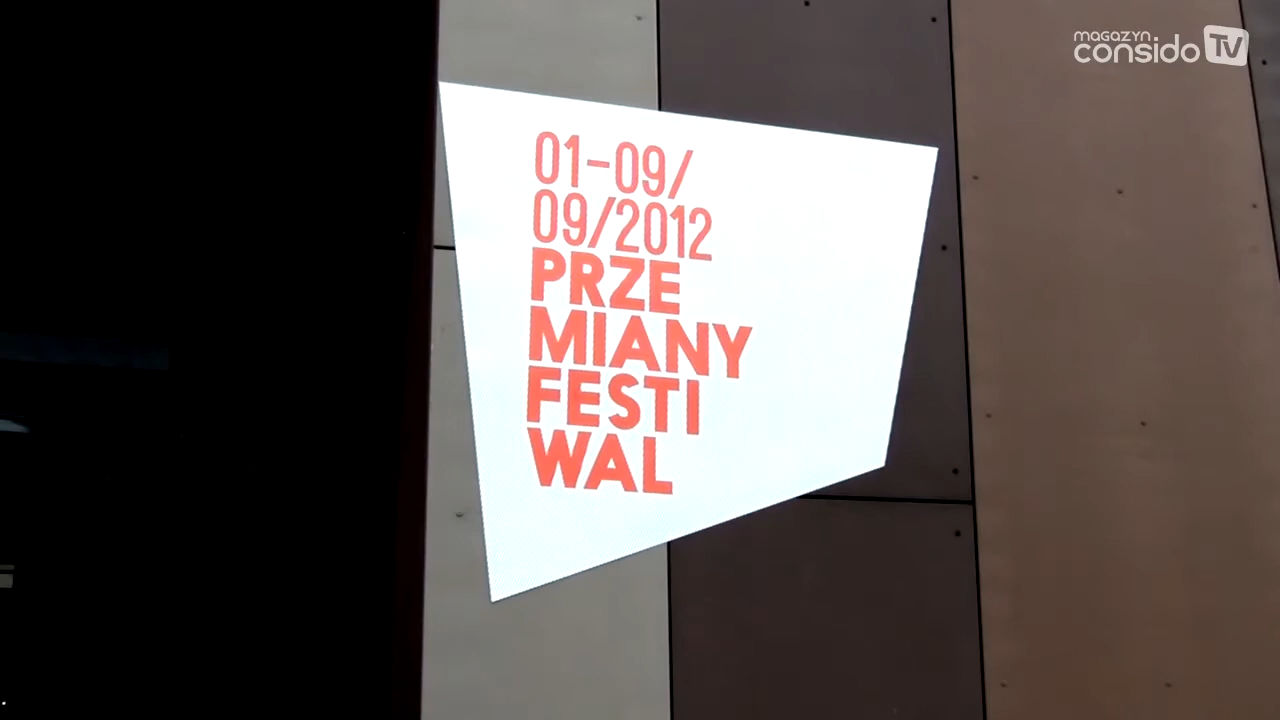 magazyn
consido TV
01-09/
09/2012
PRZE
MIANY
FESTI
WAL